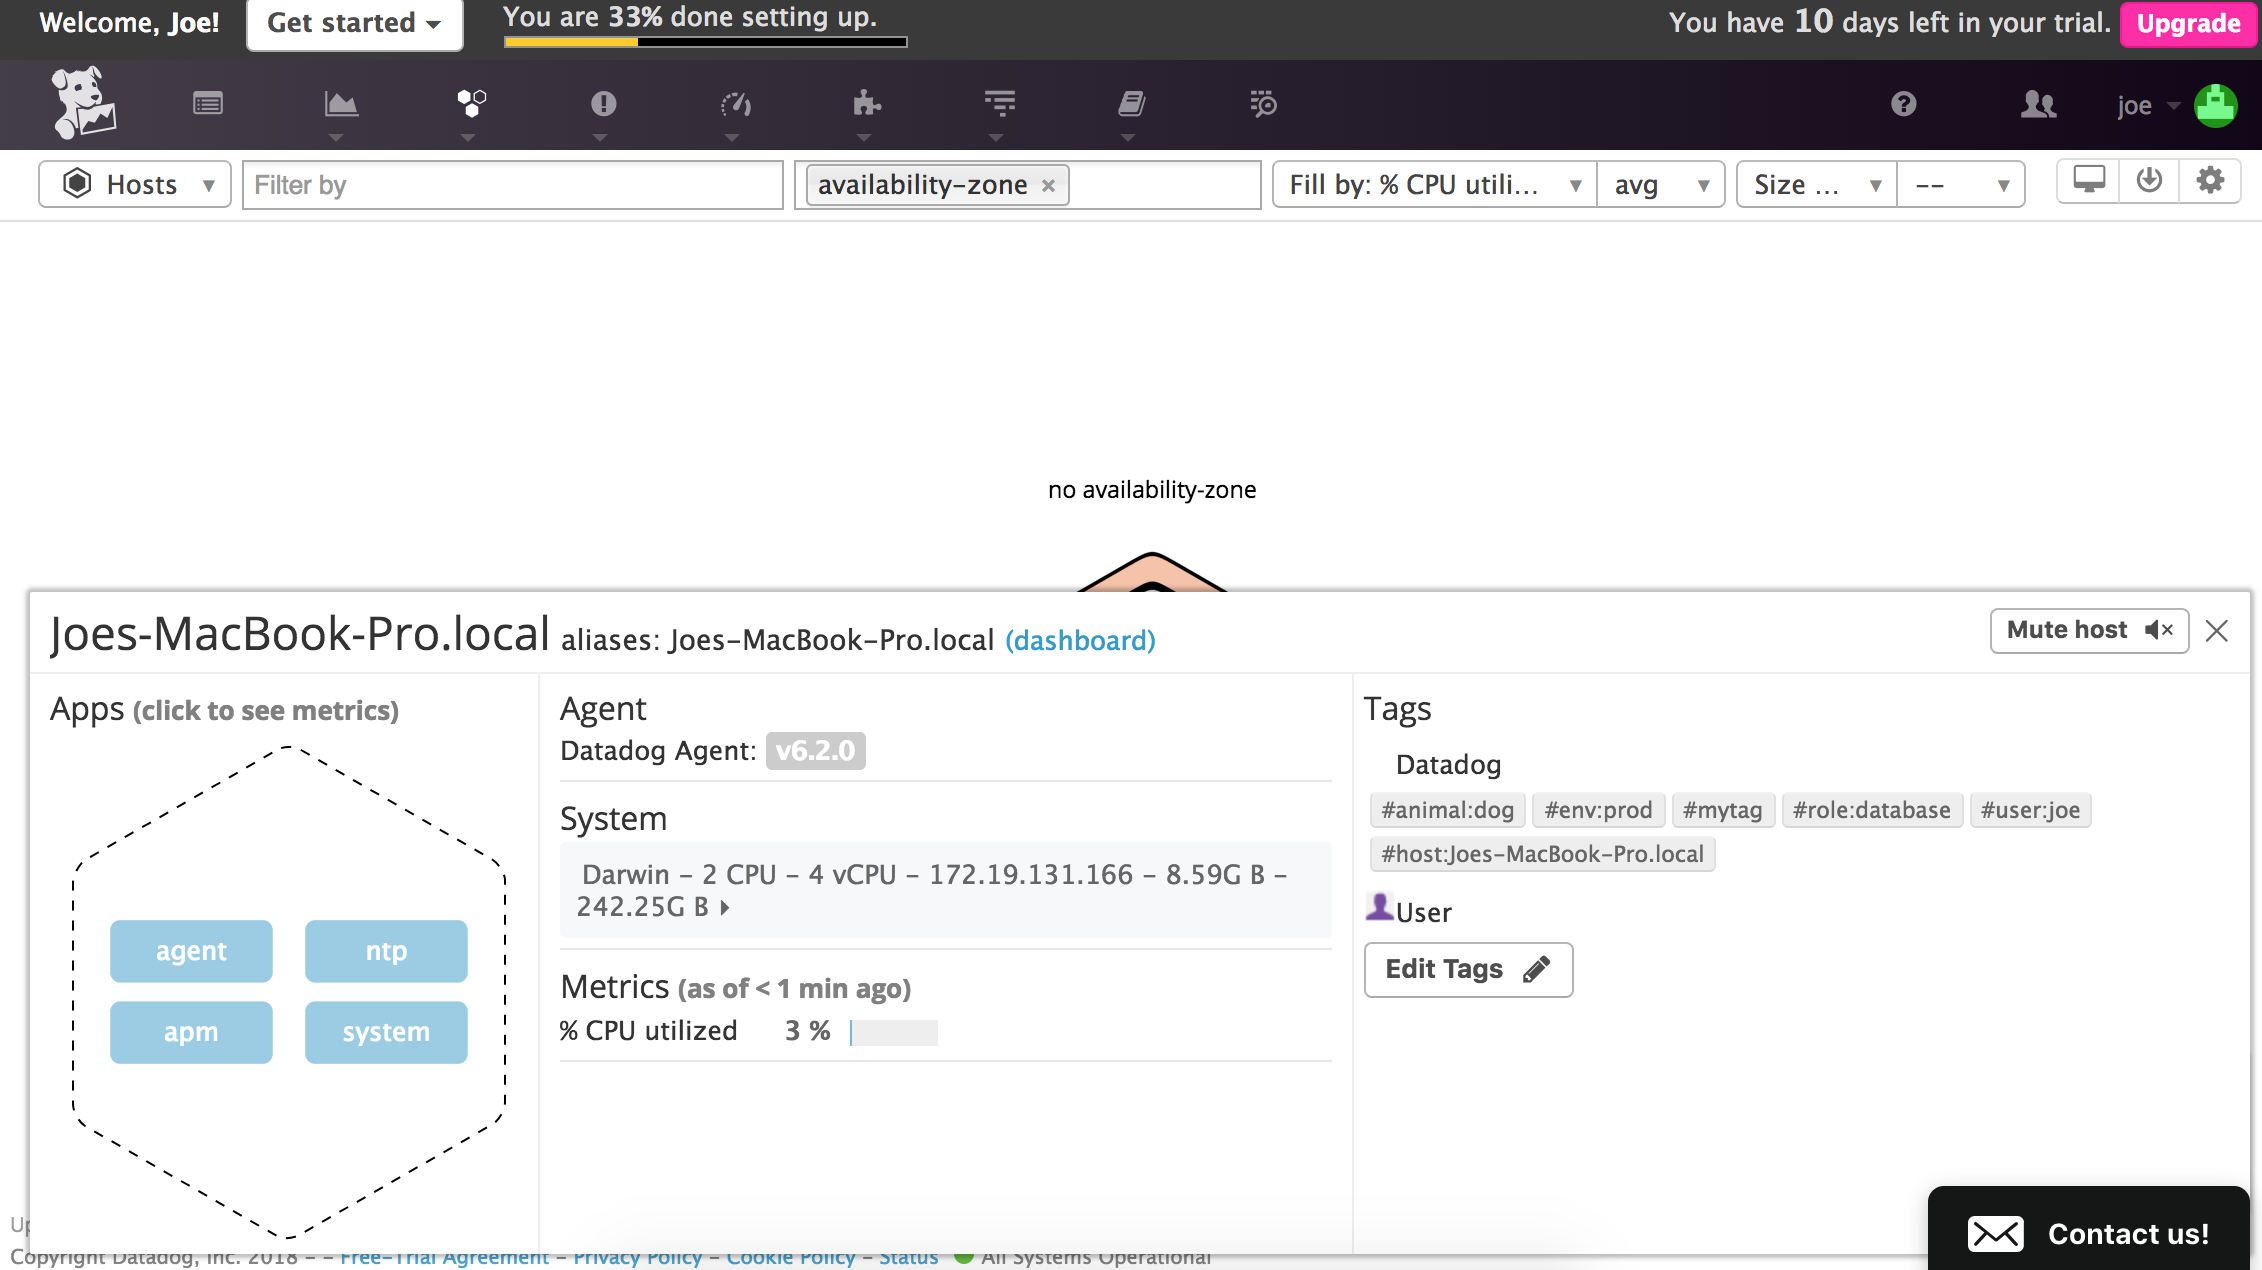 Welcome, Joe! Get started You are 33% done setting up. You have 10 days left in your trial. Upgrade
joe
Hosts Filter by availability-zone × Fill by: % CPU utili... avg Size ... --
no availability-zone
Joes-MacBook-Pro.local aliases: Joes-MacBook-Pro.local (dashboard) Mute host
Apps (click to see metrics)
agent ntp
apm system
Agent
Datadog Agent: v6.2.0
System
Darwin - 2 CPU - 4 vCPU - 172.19.131.166 - 8.59G B -
242.25G B
Metrics (as of < 1 min ago)
% CPU utilized 3 %
Tags
Datadog
#animal:dog #env:prod #mytag #role:database #user:joe
#host:Joes-MacBook-Pro.local
User
Edit Tags
Contact us!
Copyright Datadog, Inc. 2018 - - Free-Trial Agreement - Privacy Policy - Cookie Policy - Status All Systems Operational